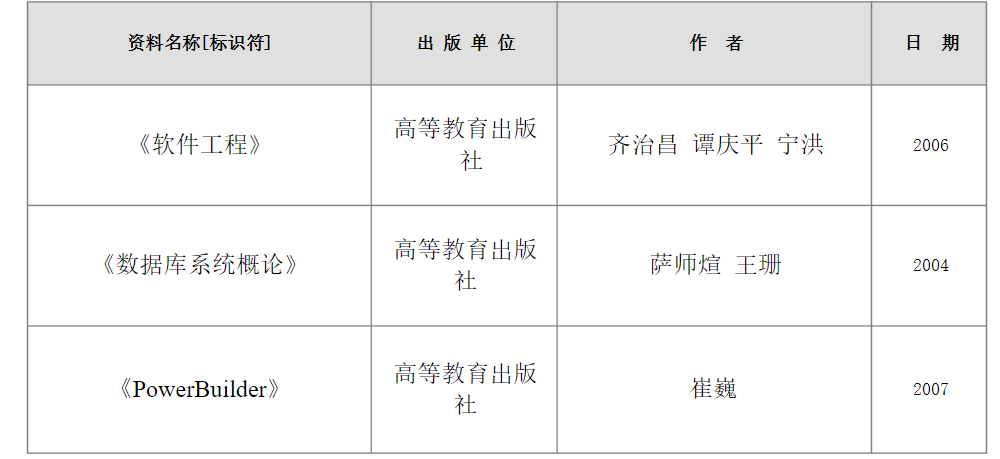 资料名称[标识符] 出版单位 作 者 日 期
《软件工程》 高等教育出版社 齐治昌 谭庆平 宁洪 2006
《数据库系统概论》 高等教育出版社 萨师煊 王珊 2004
《PowerBuilder》 高等教育出版社 崔巍 2007